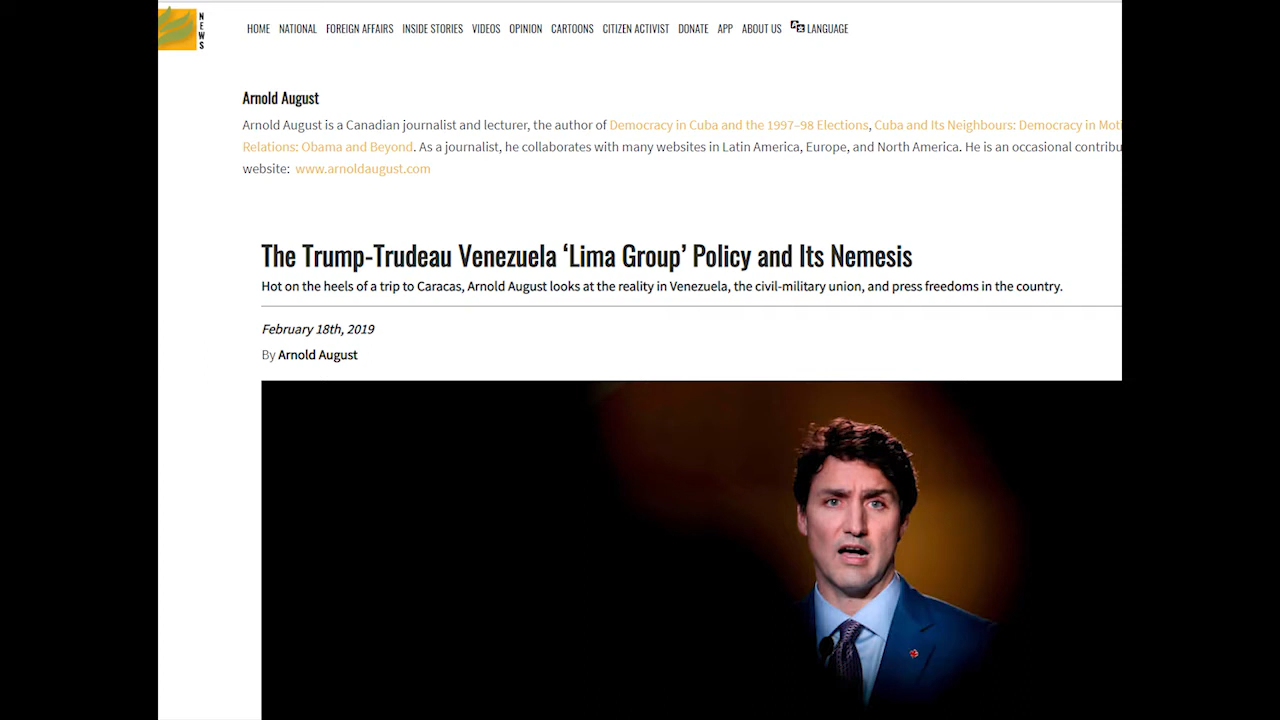 NEWS
HOME NATIONAL FOREIGN AFFAIRS INSIDE STORIES VIDEOS OPINION CARTOONS CITIZEN ACTIVIST DONATE APP ABOUT US LANGUAGE
Arnold August
Arnold August is a Canadian journalist and lecturer, the author of Democracy in Cuba and the 1997–98 Elections, Cuba and Its Neighbours: Democracy in Moti
Relations: Obama and Beyond. As a journalist, he collaborates with many websites in Latin America, Europe, and North America. He is an occasional contribu
website: www.arnoldaugust.com
The Trump-Trudeau Venezuela ‘Lima Group’ Policy and Its Nemesis
Hot on the heels of a trip to Caracas, Arnold August looks at the reality in Venezuela, the civil-military union, and press freedoms in the country.
February 18th, 2019
By Arnold August